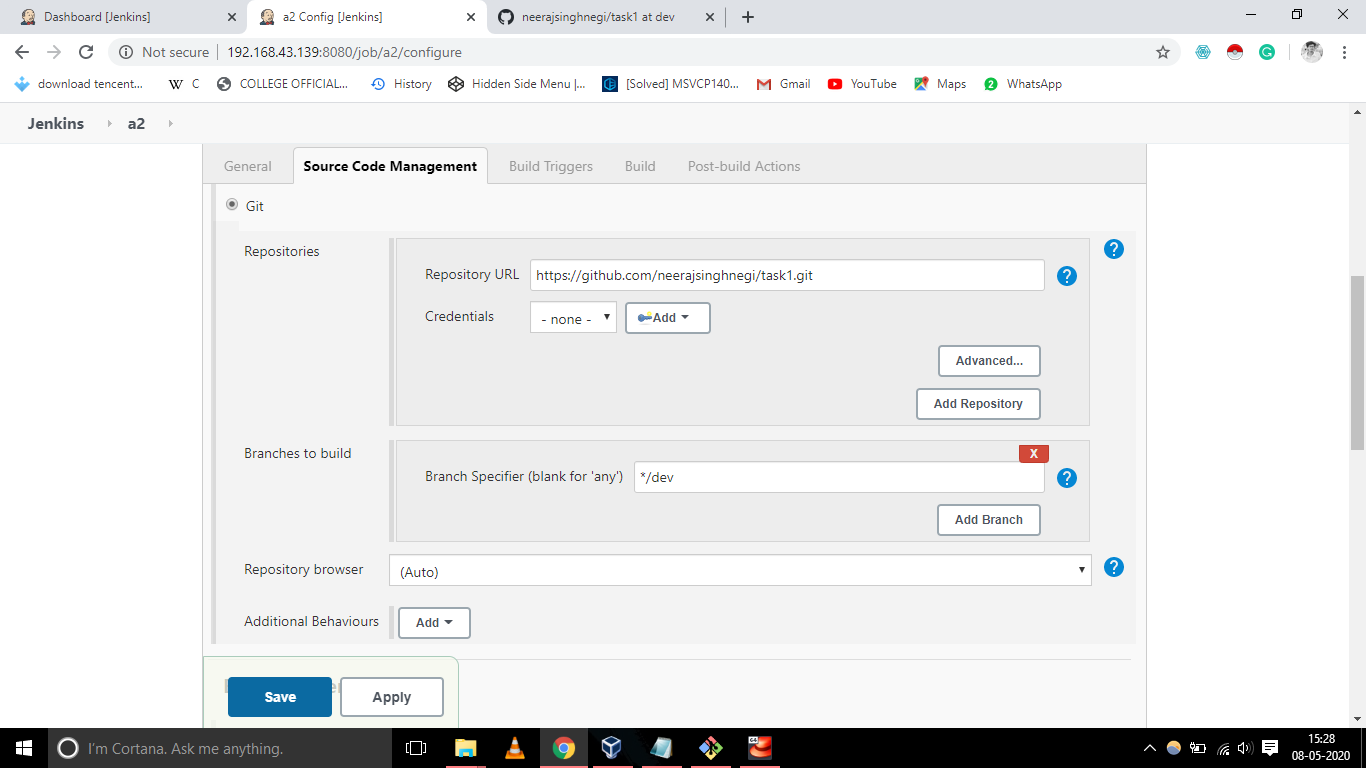 Dashboard [Jenkins]
a2 Config [Jenkins]
neerajsinghnegi/task1 at dev
Not secure
192.168.43.139:8080/job/a2/configure
download tencent...
W C
COLLEGE OFFICIAL...
History
Hidden Side Menu |...
[Solved] MSVCP140...
Gmail
YouTube
Maps
2 WhatsApp
Jenkins
a2
General
Source Code Management
Build Triggers
Build
Post-build Actions
Git
Repositories
?
Repository URL
https://github.com/neerajsinghnegi/task1.git
?
Credentials
- none -
Add
Advanced...
Add Repository
Branches to build
X
Branch Specifier (blank for 'any')
*/dev
?
Add Branch
Repository browser
(Auto)
?
Additional Behaviours
Add
Save
Apply
I'm Cortana. Ask me anything.
15:28
08-05-2020